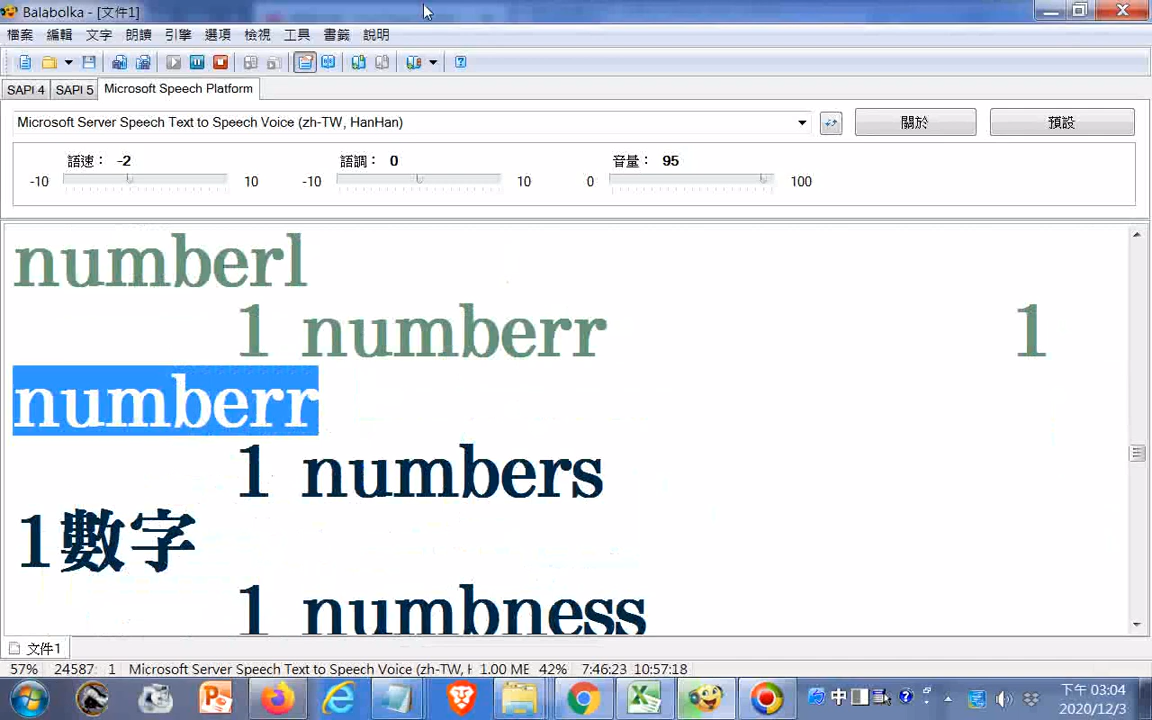 Balabolka - [文件1]
檔案 編輯 文字 朗讀 引擎 選項 檢視 工具 書籤 說明
SAPI 4 SAPI 5 Microsoft Speech Platform
Microsoft Server Speech Text to Speech Voice (zh-TW, HanHan) 關於 預設
語速： -2 語調： 0 音量： 95
-10 10 -10 10 0 100
numberl
1 numberr 1
numberr
1 numbers
1數字
1 numbness
文件1
57% 24587 1 Microsoft Server Speech Text to Speech Voice (zh-TW, 1.00 ME 42% 7:46:23 10:57:18
中 下午 03:04
2020/12/3